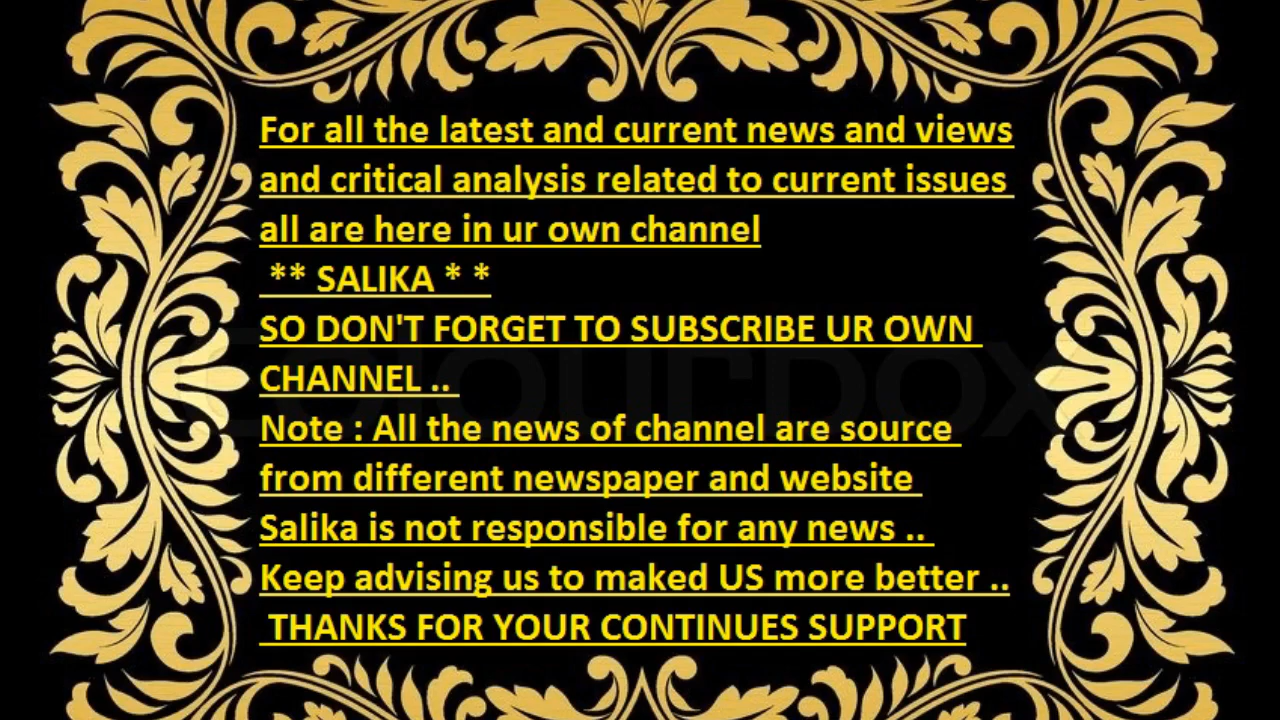 For all the latest and current news and views
and critical analysis related to current issues
all are here in ur own channel
** SALIKA * *
SO DON'T FORGET TO SUBSCRIBE UR OWN
CHANNEL ..
Note : All the news of channel are source
from different newspaper and website
Salika is not responsible for any news ..
Keep advising us to maked US more better ..
THANKS FOR YOUR CONTINUES SUPPORT
colourbox